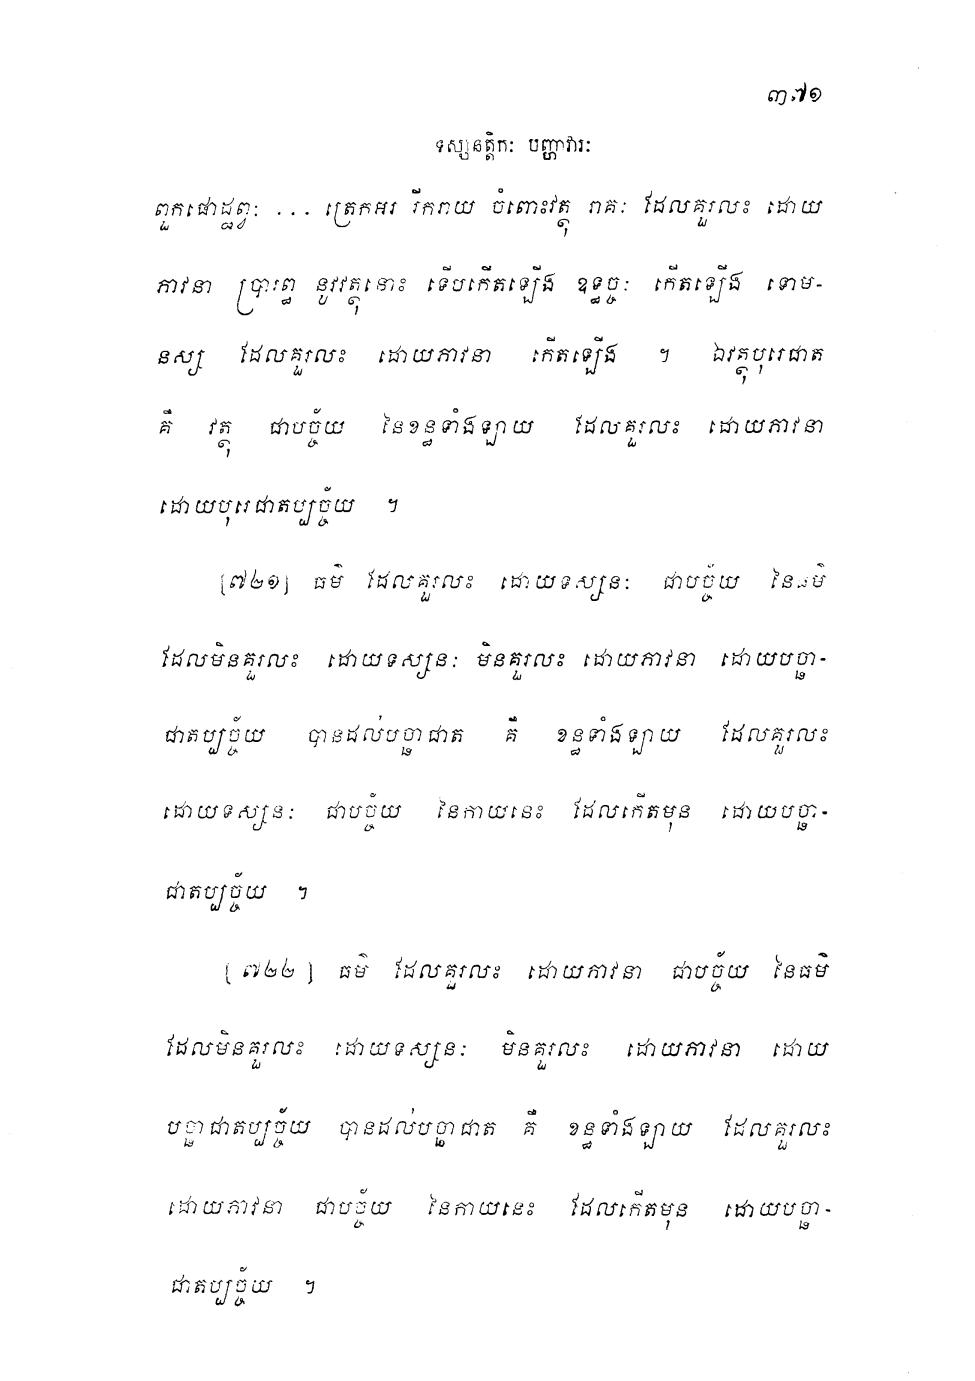 ៣៧១
ទស្សនត្តិកៈ បញ្ហាវារៈ
ពួកផោដ្ឋព្វៈ ... ត្រេកអរ រីករាយ ចំពោះវត្ថុ រាគៈ ដែលគួរលះ ដោយ
ភាវនា ប្រារព្ធ នូវវត្ថុនោះ ទើបកើតឡើង ឧទ្ធច្ចៈ កើតឡើង ទោម-
នស្ស ដែលគួរលះ ដោយភាវនា កើតឡើង ។ ឯវត្ថុបុរេជាត
គឺ វត្ថុ ជាបច្ច័យ នៃខន្ធទាំងឡាយ ដែលគួរលះ ដោយភាវនា
ដោយបុរេជាតប្បច្ច័យ ។
[៧២១] ធម៌ ដែលគួរលះ ដោយទស្សនៈ ជាបច្ច័យ នៃធម៌
ដែលមិនគួរលះ ដោយទស្សនៈ មិនគួរលះ ដោយភាវនា ដោយបច្ឆា-
ជាតប្បច្ច័យ បានដល់បច្ឆាជាត គឺ ខន្ធទាំងឡាយ ដែលគួរលះ
ដោយទស្សនៈ ជាបច្ច័យ នៃកាយនេះ ដែលកើតមុន ដោយបច្ឆា-
ជាតប្បច្ច័យ ។
[៧២២] ធម៌ ដែលគួរលះ ដោយភាវនា ជាបច្ច័យ នៃធម៌
ដែលមិនគួរលះ ដោយទស្សនៈ មិនគួរលះ ដោយភាវនា ដោយ
បច្ឆាជាតប្បច្ច័យ បានដល់បច្ឆាជាត គឺ ខន្ធទាំងឡាយ ដែលគួរលះ
ដោយភាវនា ជាបច្ច័យ នៃកាយនេះ ដែលកើតមុន ដោយបច្ឆា-
ជាតប្បច្ច័យ ។